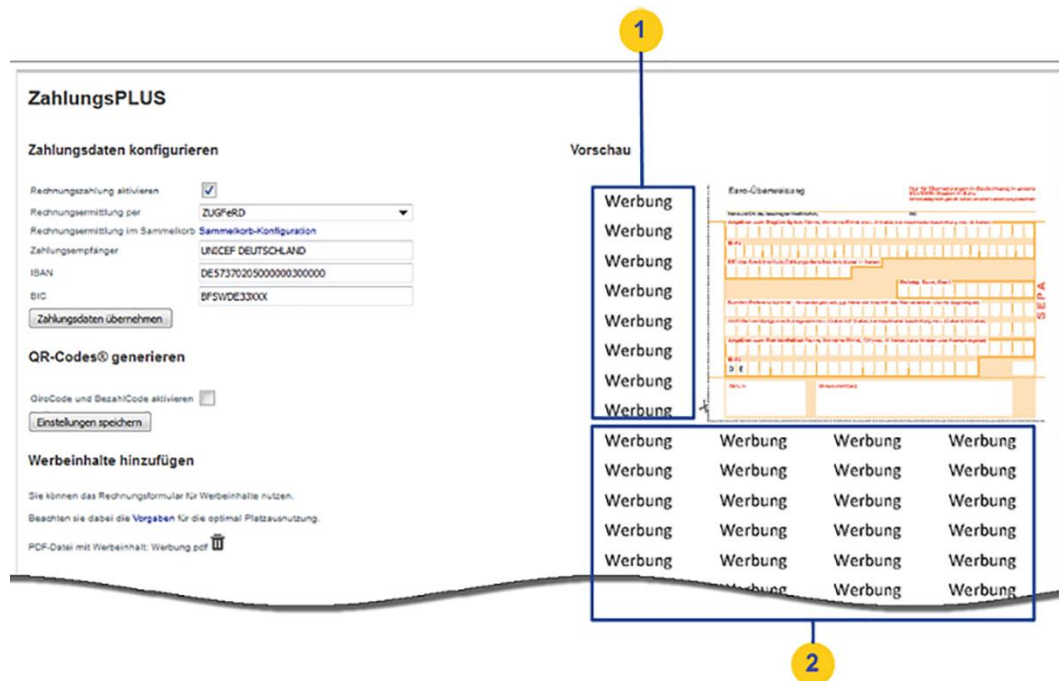 1
ZahlungsPLUS
Zahlungsdaten konfigurieren
Rechnungszahlung aktivieren
Rechnungsermittlung per ZUGFeRD
Rechnungsermittlung im Sammelkorb Sammelkorb-Konfiguration
Zahlungsempfänger UNICEF DEUTSCHLAND
IBAN DE57370205000000300000
BIC BFSWDE33XXX
Zahlungsdaten übernehmen
QR-Codes® generieren
GiroCode und BezahlCode aktivieren
Einstellungen speichern
Werbeinhalte hinzufügen
Sie können das Rechnungsformular für Werbeinhalte nutzen.
Beachten sie dabei die Vorgaben für die optimal Platzausnutzung.
PDF-Datei mit Werbeinhalt: Werbung.pdf
Vorschau
Werbung
Werbung
Werbung
Werbung
Werbung
Werbung
Werbung
Werbung
Euro-Überweisung
IBAN
SEPA
IBAN
D E
Werbung Werbung Werbung Werbung
Werbung Werbung Werbung Werbung
Werbung Werbung Werbung Werbung
Werbung Werbung Werbung Werbung
Werbung Werbung Werbung Werbung
Werbung Werbung Werbung
2